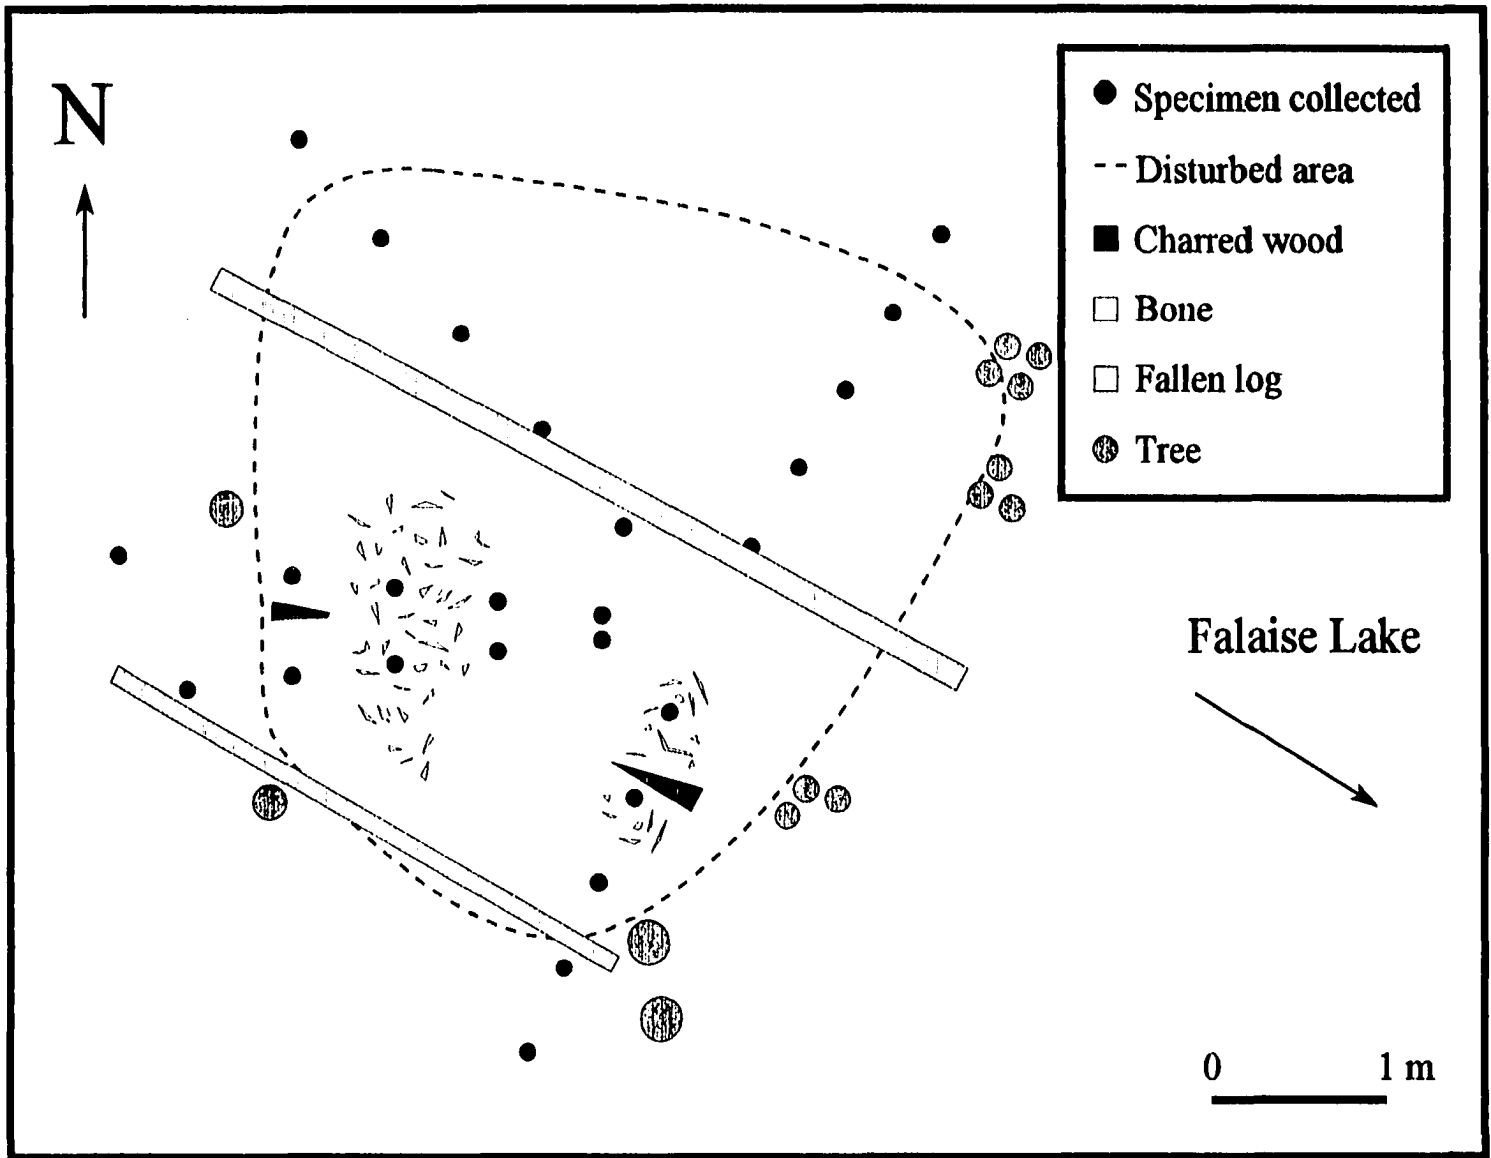 N
Specimen collected
Disturbed area
Charred wood
Bone
Fallen log
Tree
Falaise Lake
0 1 m